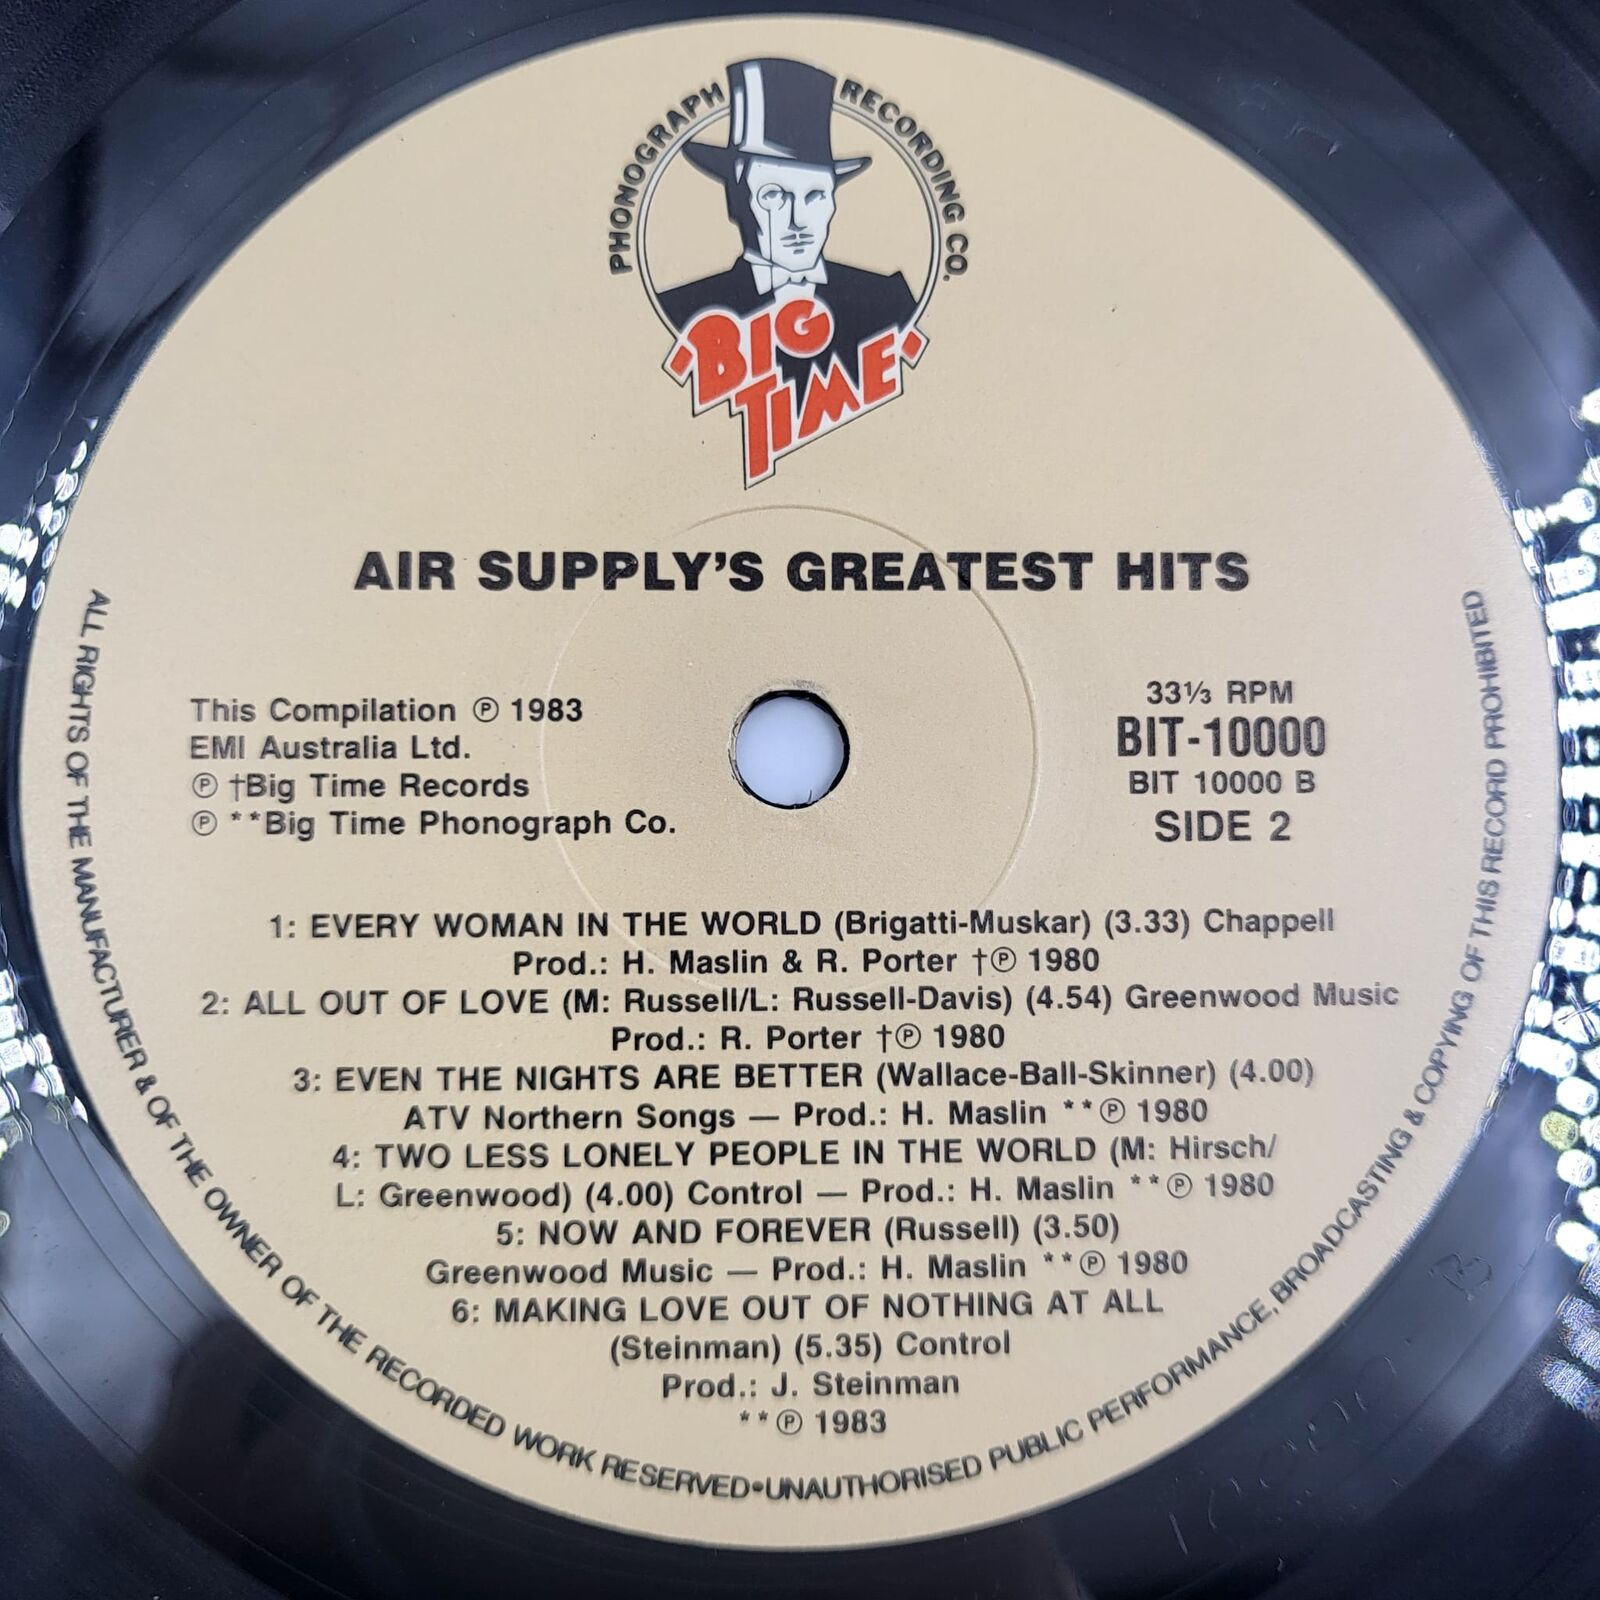 PHONOGRAPH RECORDING CO.
BIG
TIME
AIR SUPPLY'S GREATEST HITS
This Compilation ℗ 1983
EMI Australia Ltd.
℗ †Big Time Records
℗ **Big Time Phonograph Co.
33⅓ RPM
BIT-10000
BIT 10000 B
SIDE 2
1: EVERY WOMAN IN THE WORLD (Brigatti-Muskar) (3.33) Chappell
Prod.: H. Maslin & R. Porter †℗ 1980
2: ALL OUT OF LOVE (M: Russell/L: Russell-Davis) (4.54) Greenwood Music
Prod.: R. Porter †℗ 1980
3: EVEN THE NIGHTS ARE BETTER (Wallace-Ball-Skinner) (4.00)
ATV Northern Songs — Prod.: H. Maslin **℗ 1980
4: TWO LESS LONELY PEOPLE IN THE WORLD (M: Hirsch/
L: Greenwood) (4.00) Control — Prod.: H. Maslin **℗ 1980
5: NOW AND FOREVER (Russell) (3.50)
Greenwood Music — Prod.: H. Maslin **℗ 1980
6: MAKING LOVE OUT OF NOTHING AT ALL
(Steinman) (5.35) Control
Prod.: J. Steinman
**℗ 1983
ALL RIGHTS OF THE MANUFACTURER & OF THE OWNER OF THE RECORDED WORK RESERVED•UNAUTHORISED PUBLIC PERFORMANCE, BROADCASTING & COPYING OF THIS RECORD PROHIBITED